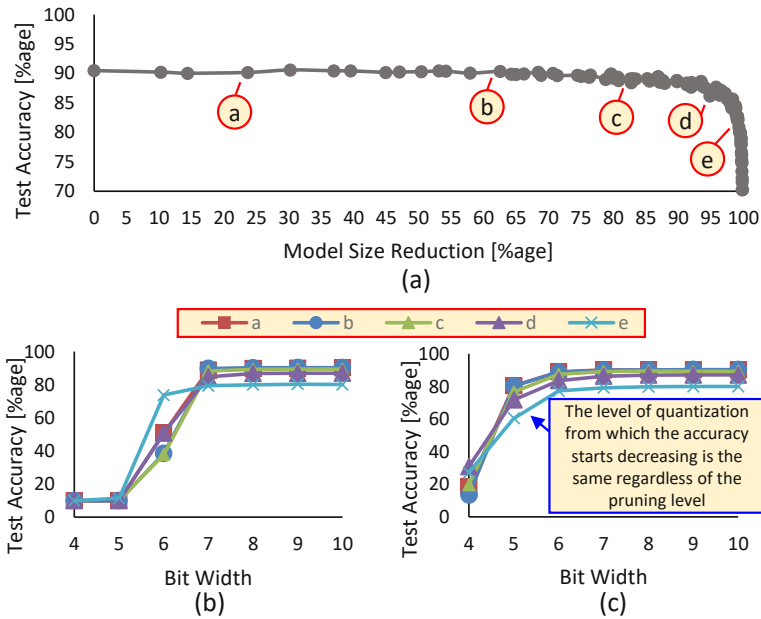 Test Accuracy [%age]
100
95
90
85
80
75
70
a
b
c
d
e
0 5 10 15 20 25 30 35 40 45 50 55 60 65 70 75 80 85 90 95 100
Model Size Reduction [%age]
(a)
a b c d e
Test Accuracy [%age]
100
80
60
40
20
0
4 5 6 7 8 9 10
Bit Width
(b)
Test Accuracy [%age]
100
80
60
40
20
0
The level of quantization
from which the accuracy
starts decreasing is the
same regardless of the
pruning level
4 5 6 7 8 9 10
Bit Width
(c)